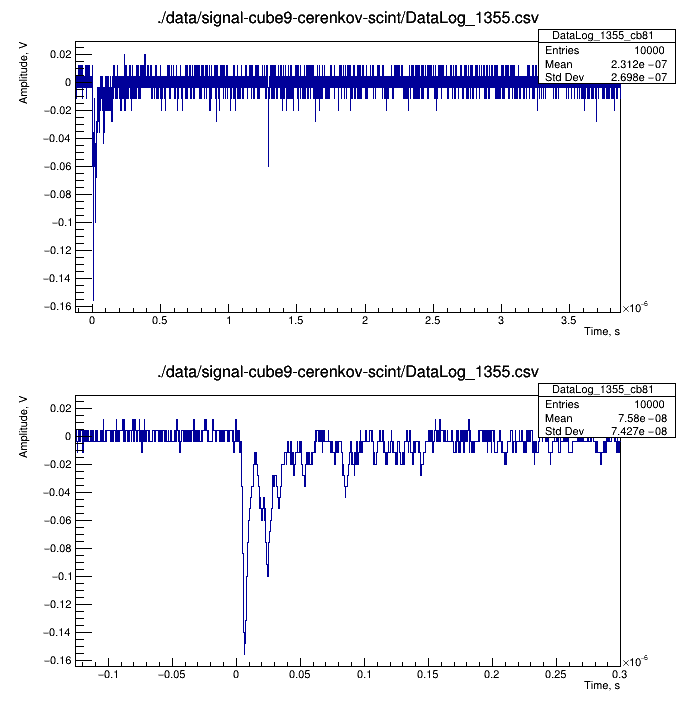 ./data/signal-cube9-cerenkov-scint/DataLog_1355.csv
DataLog_1355_cb81
Entries 10000
Mean 2.312e −07
Std Dev 2.698e −07
Amplitude, V
0.02
0
−0.02
−0.04
−0.06
−0.08
−0.1
−0.12
−0.14
−0.16
0 0.5 1 1.5 2 2.5 3 3.5
×10⁻⁶
Time, s
./data/signal-cube9-cerenkov-scint/DataLog_1355.csv
DataLog_1355_cb81
Entries 10000
Mean 7.58e −08
Std Dev 7.427e −08
Amplitude, V
0.02
0
−0.02
−0.04
−0.06
−0.08
−0.1
−0.12
−0.14
−0.16
−0.1 −0.05 0 0.05 0.1 0.15 0.2 0.25 0.3
×10⁻⁶
Time, s